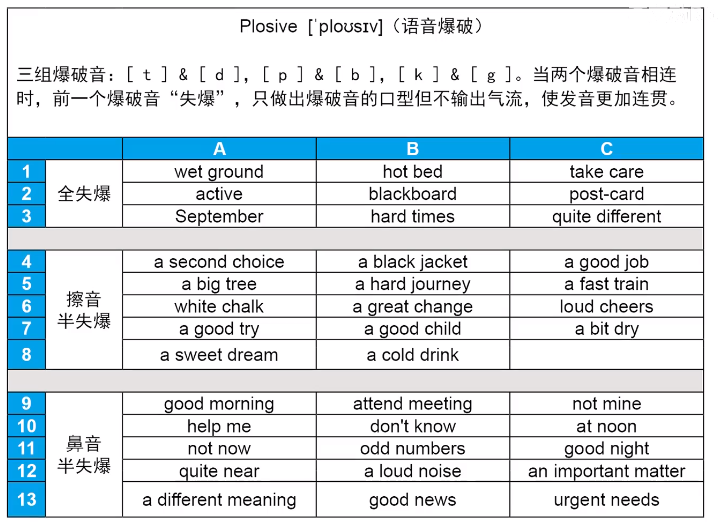 Plosive [ˈploʊsɪv]（语音爆破）
三组爆破音：[ t ] & [ d ]，[ p ] & [ b ]，[ k ] & [ g ]。当两个爆破音相连
时，前一个爆破音“失爆”，只做出爆破音的口型但不输出气流，使发音更加连贯。
A B C
1 wet ground hot bed take care
2 全失爆 active blackboard post-card
3 September hard times quite different
4 a second choice a black jacket a good job
5 a big tree a hard journey a fast train
6 擦音 半失爆 white chalk a great change loud cheers
7 a good try a good child a bit dry
8 a sweet dream a cold drink
9 good morning attend meeting not mine
10 help me don't know at noon
11 鼻音 半失爆 not now odd numbers good night
12 quite near a loud noise an important matter
13 a different meaning good news urgent needs